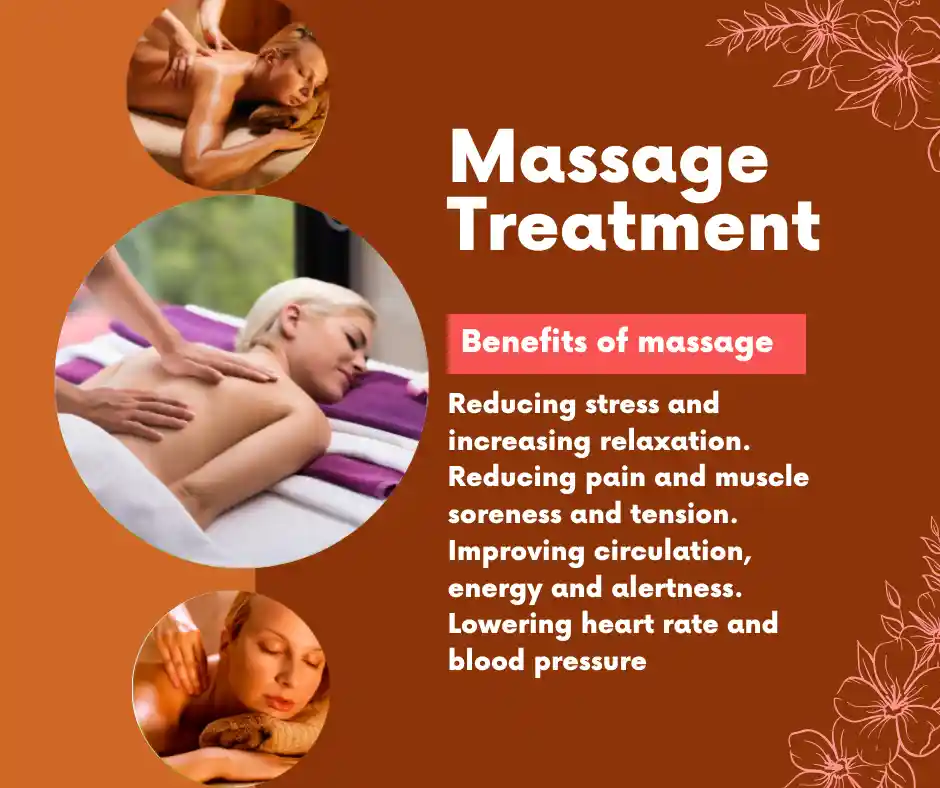 Massage
Treatment
Benefits of massage
Reducing stress and
increasing relaxation.
Reducing pain and muscle
soreness and tension.
Improving circulation,
energy and alertness.
Lowering heart rate and
blood pressure